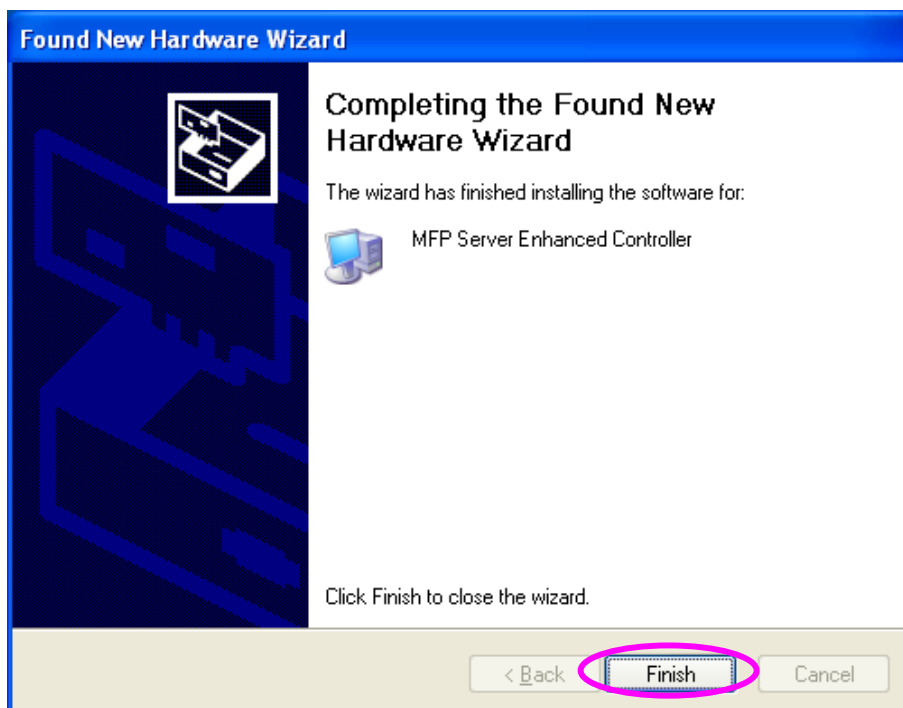 Found New Hardware Wizard
Completing the Found New
Hardware Wizard
The wizard has finished installing the software for:
MFP Server Enhanced Controller
Click Finish to close the wizard.
< Back
Finish
Cancel